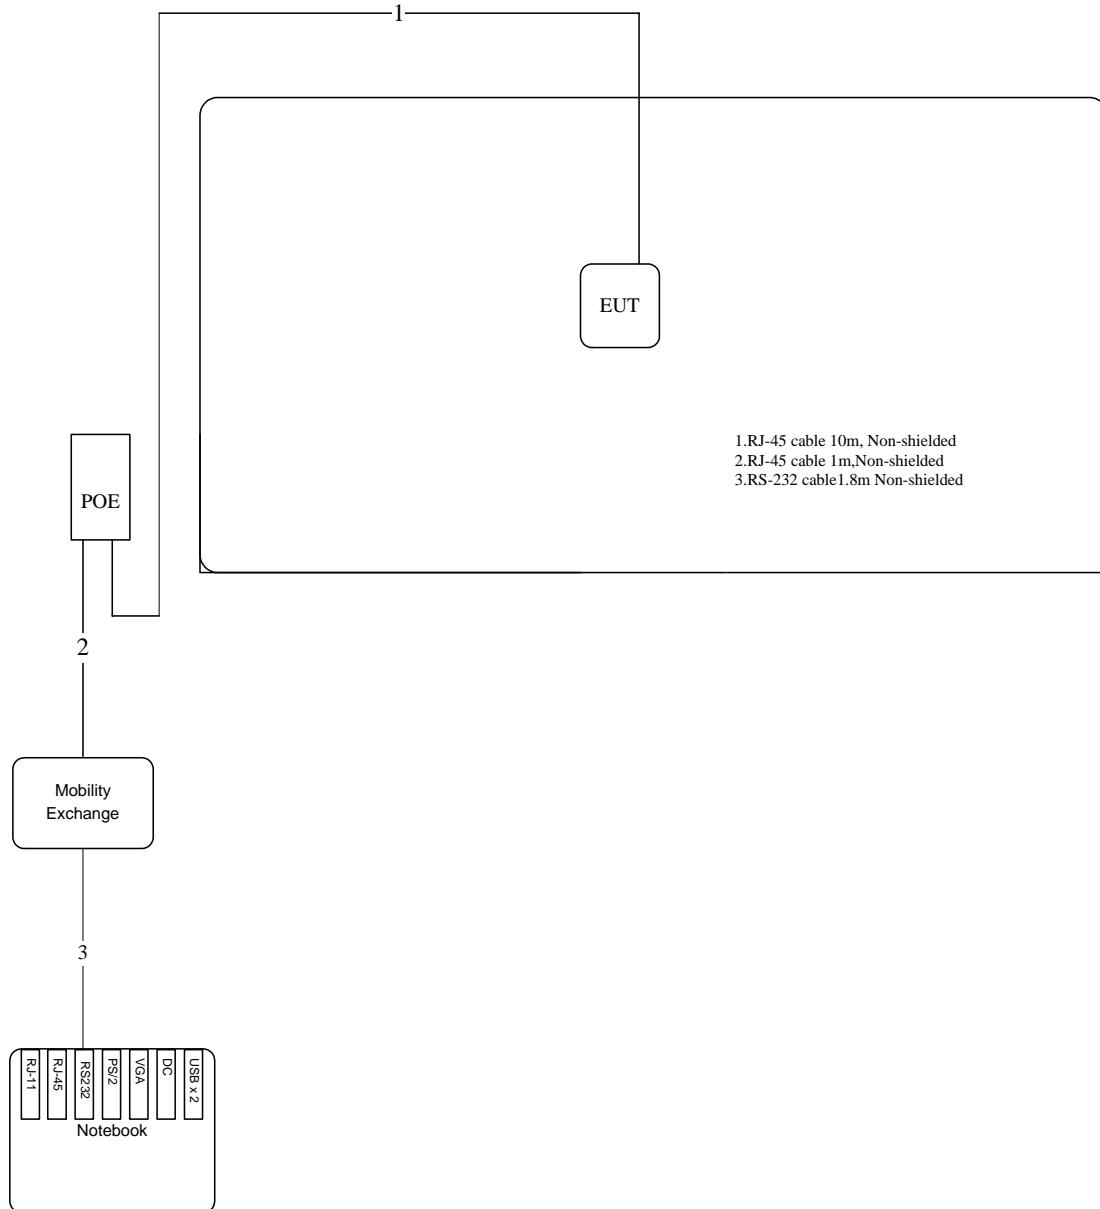 1
EUT
1.RJ-45 cable 10m, Non-shielded
2.RJ-45 cable 1m,Non-shielded
3.RS-232 cable1.8m Non-shielded
POE
2
Mobility
Exchange
3
RJ-11
RJ-45
RS232
PS/2
VGA
DC
USB x 2
Notebook